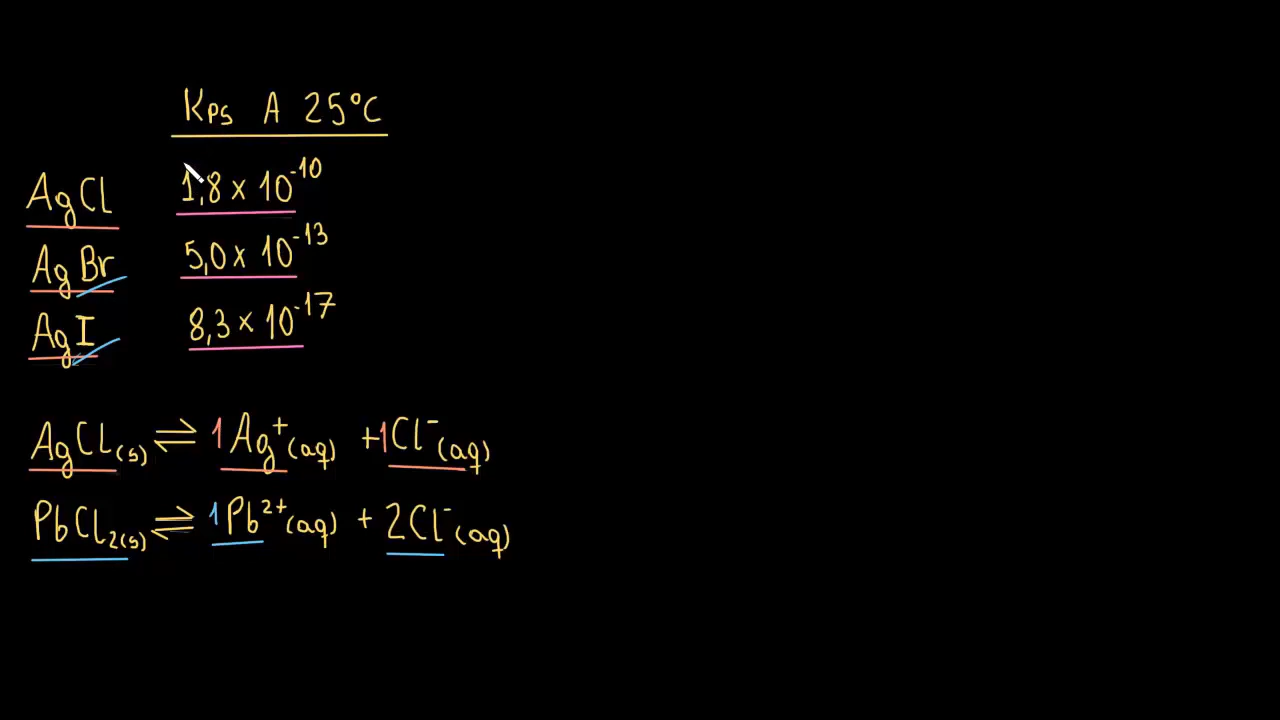 Kps A 25°C
AgCl 1,8 × 10⁻¹⁰
AgBr 5,0 × 10⁻¹³
AgI 8,3 × 10⁻¹⁷
AgCl(s) ⇌ 1Ag⁺(aq) + 1Cl⁻(aq)
PbCl₂(s) ⇌ 1Pb²⁺(aq) + 2Cl⁻(aq)